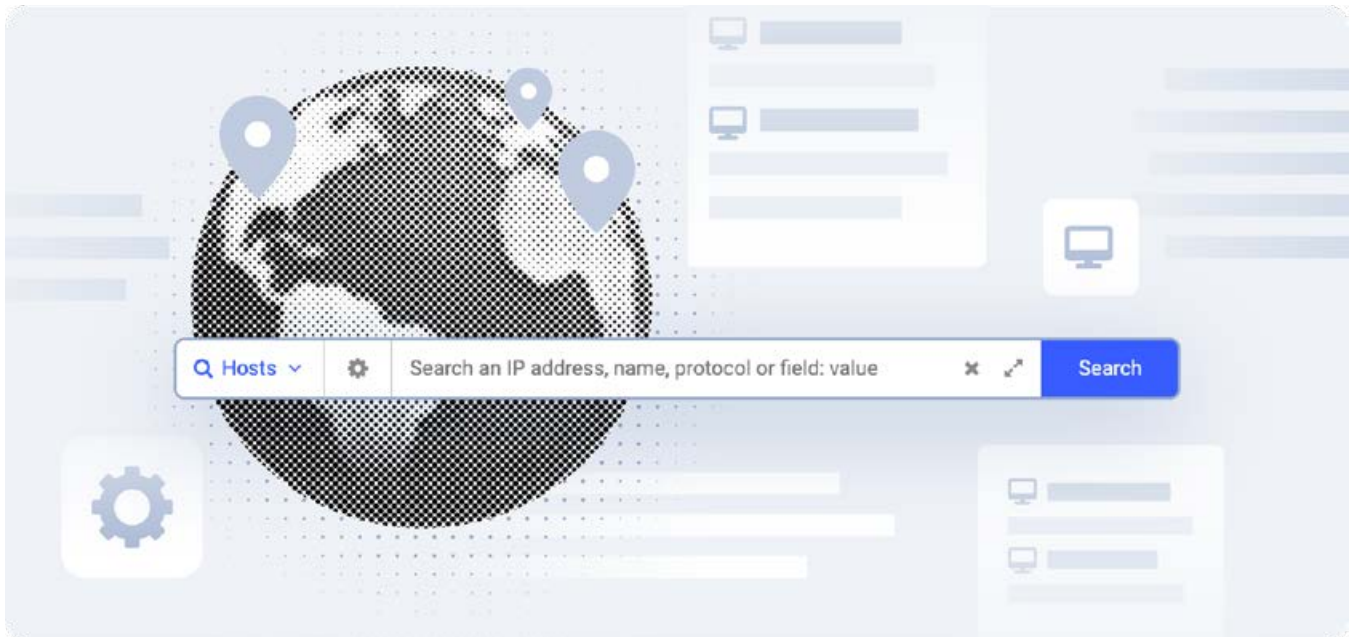 Hosts Search an IP address, name, protocol or field: value Search